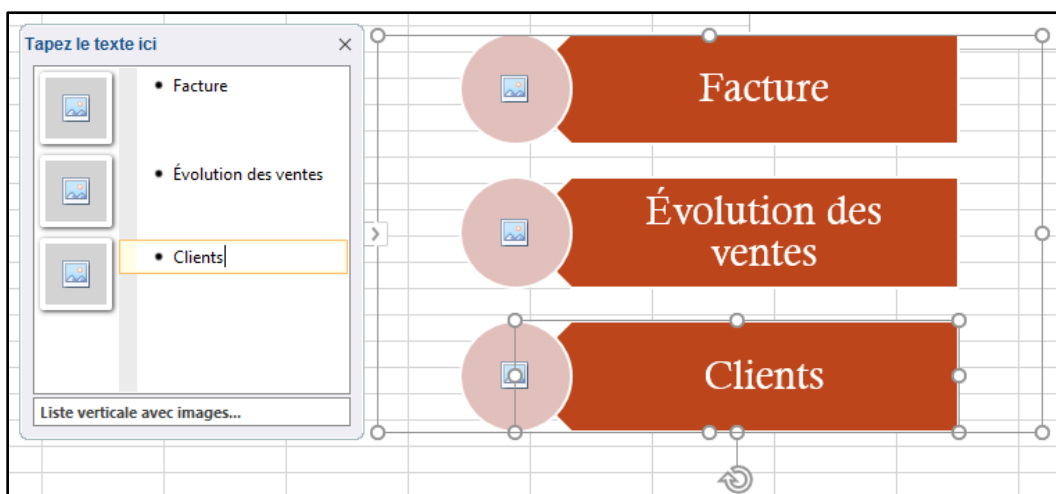 Tapez le texte ici
Facture
Évolution des ventes
Clients
Liste verticale avec images...
Facture
Évolution des
ventes
Clients